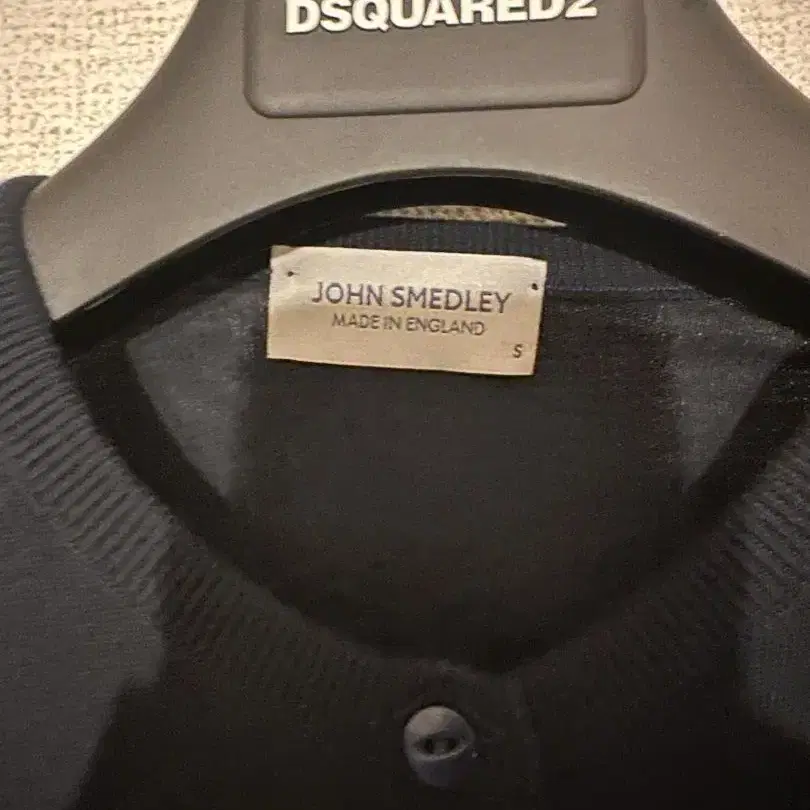 DSQUARED2
JOHN SMEDLEY
MADE IN ENGLAND
S